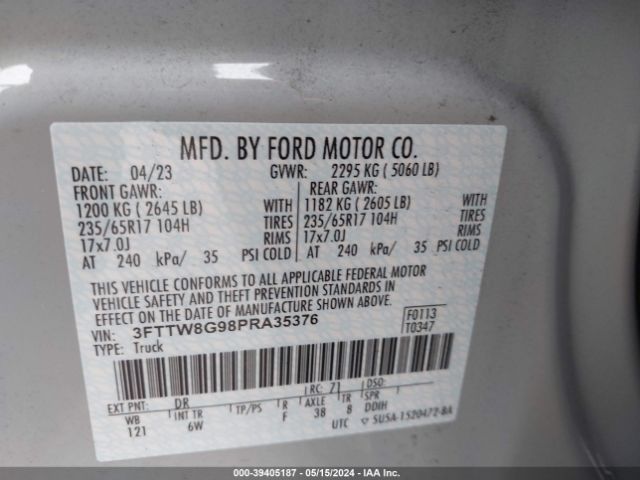 MFD. BY FORD MOTOR CO.
DATE: 04/23 GVWR: 2295 KG ( 5060 LB)
FRONT GAWR: REAR GAWR:
1200 KG ( 2645 LB) WITH 1182 KG ( 2605 LB) WITH
235/65R17 104H TIRES 235/65R17 104H TIRES
17x7.0J RIMS 17x7.0J RIMS
AT 240 kPa/ 35 PSI COLD AT 240 kPa/ 35 PSI COLD
THIS VEHICLE CONFORMS TO ALL APPLICABLE FEDERAL MOTOR
VEHICLE SAFETY AND THEFT PREVENTION STANDARDS IN
EFFECT ON THE DATE OF MANUFACTURE SHOWN ABOVE.
VIN: 3FTTW8G98PRA35376 F0113
TYPE: Truck T0347
EXT PNT: DR RC: 71 DSO:
WB INT TR TP/PS R AXLE TR SPR
121 6W F 38 8 DDIH
UTC SU5A-1520472-BA
000-39405187 - 05/15/2024 - IAA Inc.